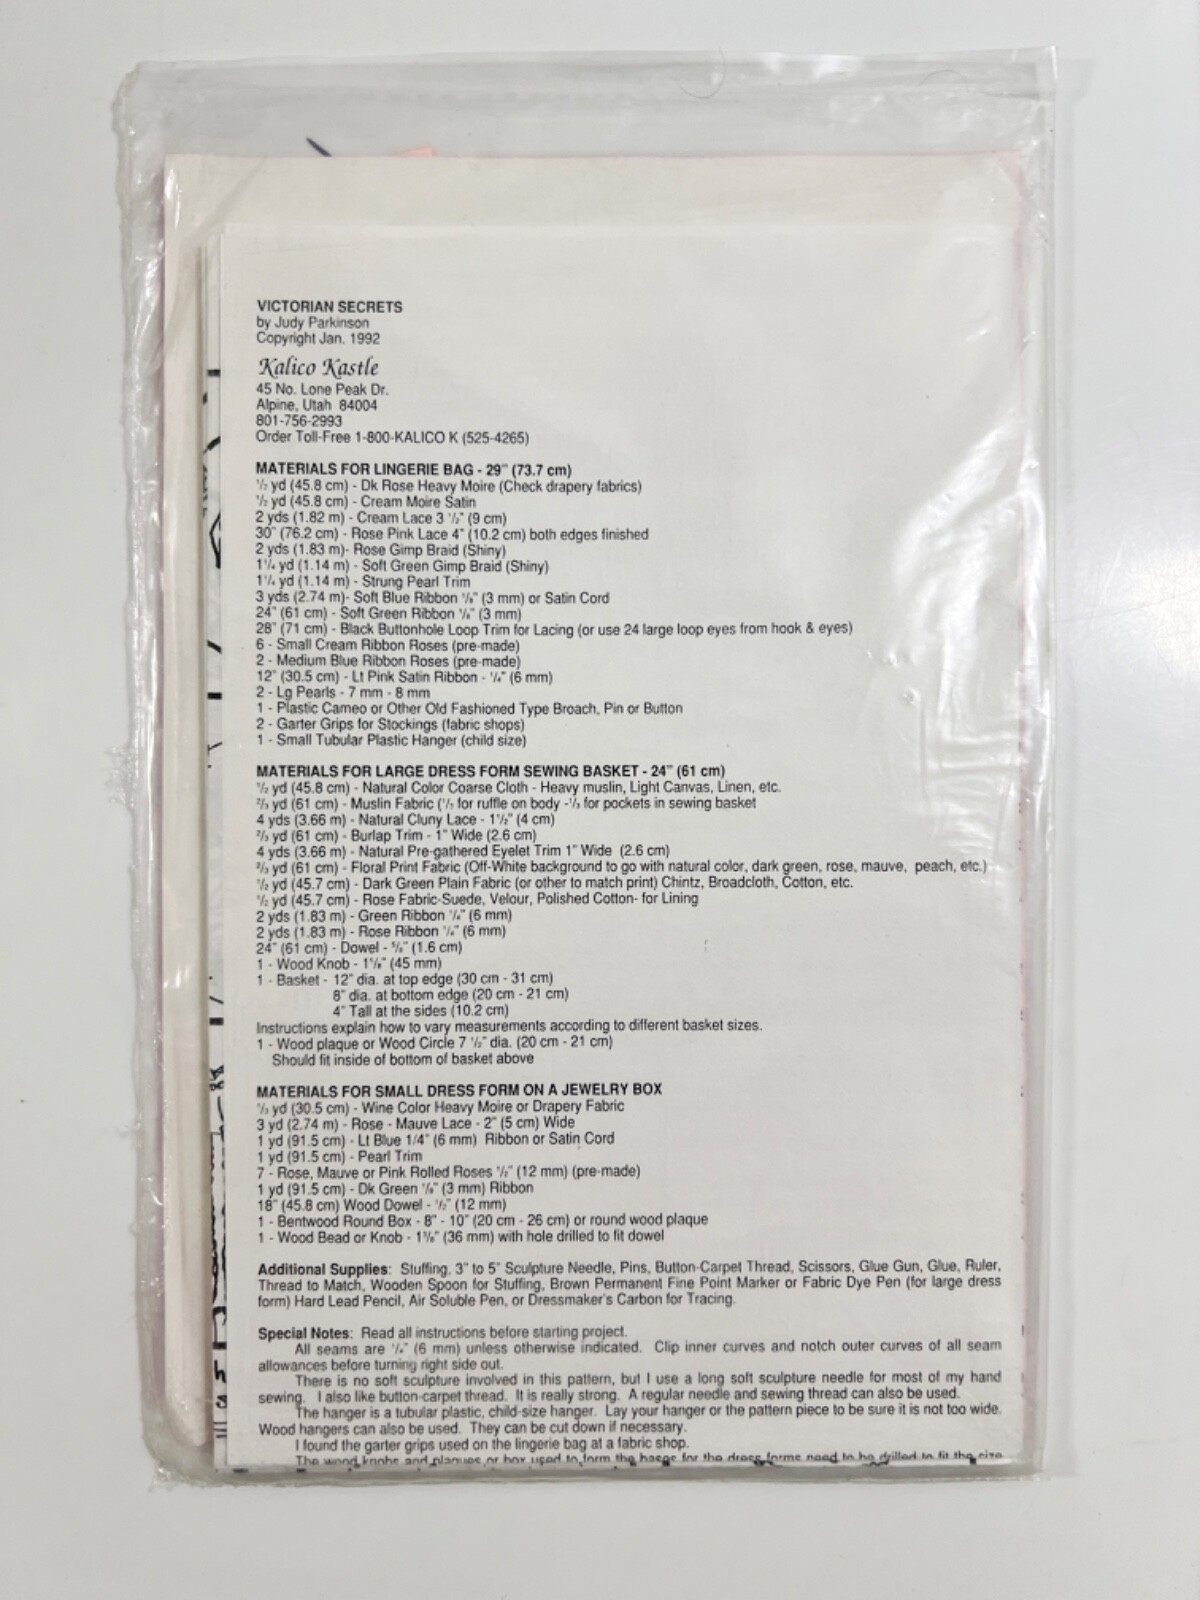 VICTORIAN SECRETS
by Judy Parkinson
Copyright Jan. 1992
Kalico Kastle
45 No. Lone Peak Dr.
Alpine, Utah 84004
801-756-2993
Order Toll-Free 1-800-KALICO K (525-4265)
MATERIALS FOR LINGERIE BAG - 29" (73.7 cm)
1/2 yd (45.8 cm) - Dk Rose Heavy Moire (Check drapery fabrics)
1/2 yd (45.8 cm) - Cream Moire Satin
2 yds (1.82 m) - Cream Lace 3 1/2" (9 cm)
30" (76.2 cm) - Rose Pink Lace 4" (10.2 cm) both edges finished
2 yds (1.83 m)- Rose Gimp Braid (Shiny)
1 1/4 yd (1.14 m) - Soft Green Gimp Braid (Shiny)
1 1/4 yd (1.14 m) - Strung Pearl Trim
3 yds (2.74 m)- Soft Blue Ribbon 1/8" (3 mm) or Satin Cord
24" (61 cm) - Soft Green Ribbon 1/8" (3 mm)
28" (71 cm) - Black Buttonhole Loop Trim for Lacing (or use 24 large loop eyes from hook & eyes)
6 - Small Cream Ribbon Roses (pre-made)
2 - Medium Blue Ribbon Roses (pre-made)
12" (30.5 cm) - Lt Pink Satin Ribbon - 1/4" (6 mm)
2 - Lg Pearls - 7 mm - 8 mm
1 - Plastic Cameo or Other Old Fashioned Type Broach, Pin or Button
2 - Garter Grips for Stockings (fabric shops)
1 - Small Tubular Plastic Hanger (child size)
MATERIALS FOR LARGE DRESS FORM SEWING BASKET - 24" (61 cm)
1/2 yd (45.8 cm) - Natural Color Coarse Cloth - Heavy muslin, Light Canvas, Linen, etc.
2/3 yd (61 cm) - Muslin Fabric (1/3 for ruffle on body -1/3 for pockets in sewing basket
4 yds (3.66 m) - Natural Cluny Lace - 1 1/2" (4 cm)
2/3 yd (61 cm) - Burlap Trim - 1" Wide (2.6 cm)
4 yds (3.66 m) - Natural Pre-gathered Eyelet Trim 1" Wide (2.6 cm)
2/3 yd (61 cm) - Floral Print Fabric (Off-White background to go with natural color, dark green, rose, mauve, peach, etc.)
1/2 yd (45.7 cm) - Dark Green Plain Fabric (or other to match print) Chintz, Broadcloth, Cotton, etc.
1/2 yd (45.7 cm) - Rose Fabric-Suede, Velour, Polished Cotton- for Lining
2 yds (1.83 m) - Green Ribbon 1/4" (6 mm)
2 yds (1.83 m) - Rose Ribbon 1/4" (6 mm)
24" (61 cm) - Dowel - 5/8" (1.6 cm)
1 - Wood Knob - (45 mm)
1 - Basket - 12" dia. at top edge (30 cm - 31 cm)
8" dia. at bottom edge (20 cm - 21 cm)
4" Tall at the sides (10.2 cm)
Instructions explain how to vary measurements according to different basket sizes.
1 - Wood plaque or Wood Circle 7 1/2" dia. (20 cm - 21 cm)
Should fit inside of bottom of basket above
MATERIALS FOR SMALL DRESS FORM ON A JEWELRY BOX
1/3 yd (30.5 cm) - Wine Color Heavy Moire or Drapery Fabric
3 yd (2.74 m) - Rose - Mauve Lace - 2" (5 cm) Wide
1 yd (91.5 cm) - Lt Blue 1/4" (6 mm) Ribbon or Satin Cord
1 yd (91.5 cm) - Pearl Trim
7 - Rose, Mauve or Pink Rolled Roses 1/2" (12 mm) (pre-made)
1 yd (91.5 cm) - Dk Green 1/8" (3 mm) Ribbon
18" (45.8 cm) Wood Dowel - 1/2" (12 mm)
1 - Bentwood Round Box - 8" - 10" (20 cm - 26 cm) or round wood plaque
1 - Wood Bead or Knob - 1 3/8" (36 mm) with hole drilled to fit dowel
Additional Supplies: Stuffing, 3" to 5" Sculpture Needle, Pins, Button-Carpet Thread, Scissors, Glue Gun, Glue, Ruler,
Thread to Match, Wooden Spoon for Stuffing, Brown Permanent Fine Point Marker or Fabric Dye Pen (for large dress
form) Hard Lead Pencil, Air Soluble Pen, or Dressmaker's Carbon for Tracing.
Special Notes: Read all instructions before starting project.
All seams are 1/4" (6 mm) unless otherwise indicated. Clip inner curves and notch outer curves of all seam
allowances before turning right side out.
There is no soft sculpture involved in this pattern, but I use a long soft sculpture needle for most of my hand
sewing. I also like button-carpet thread. It is really strong. A regular needle and sewing thread can also be used.
The hanger is a tubular plastic, child-size hanger. Lay your hanger or the pattern piece to be sure it is not too wide.
Wood hangers can also be used. They can be cut down if necessary.
I found the garter grips used on the lingerie bag at a fabric shop.
The wood knobs and plaques or box used to form the bases for the dress forms need to be drilled to fit the size